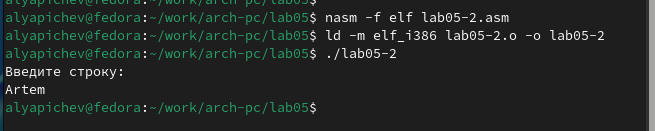 alyapichev@fedora:~/work/arch-pc/lab05$ nasm -f elf lab05-2.asm
alyapichev@fedora:~/work/arch-pc/lab05$ ld -m elf_i386 lab05-2.o -o lab05-2
alyapichev@fedora:~/work/arch-pc/lab05$ ./lab05-2
Введите строку:
Artem
alyapichev@fedora:~/work/arch-pc/lab05$